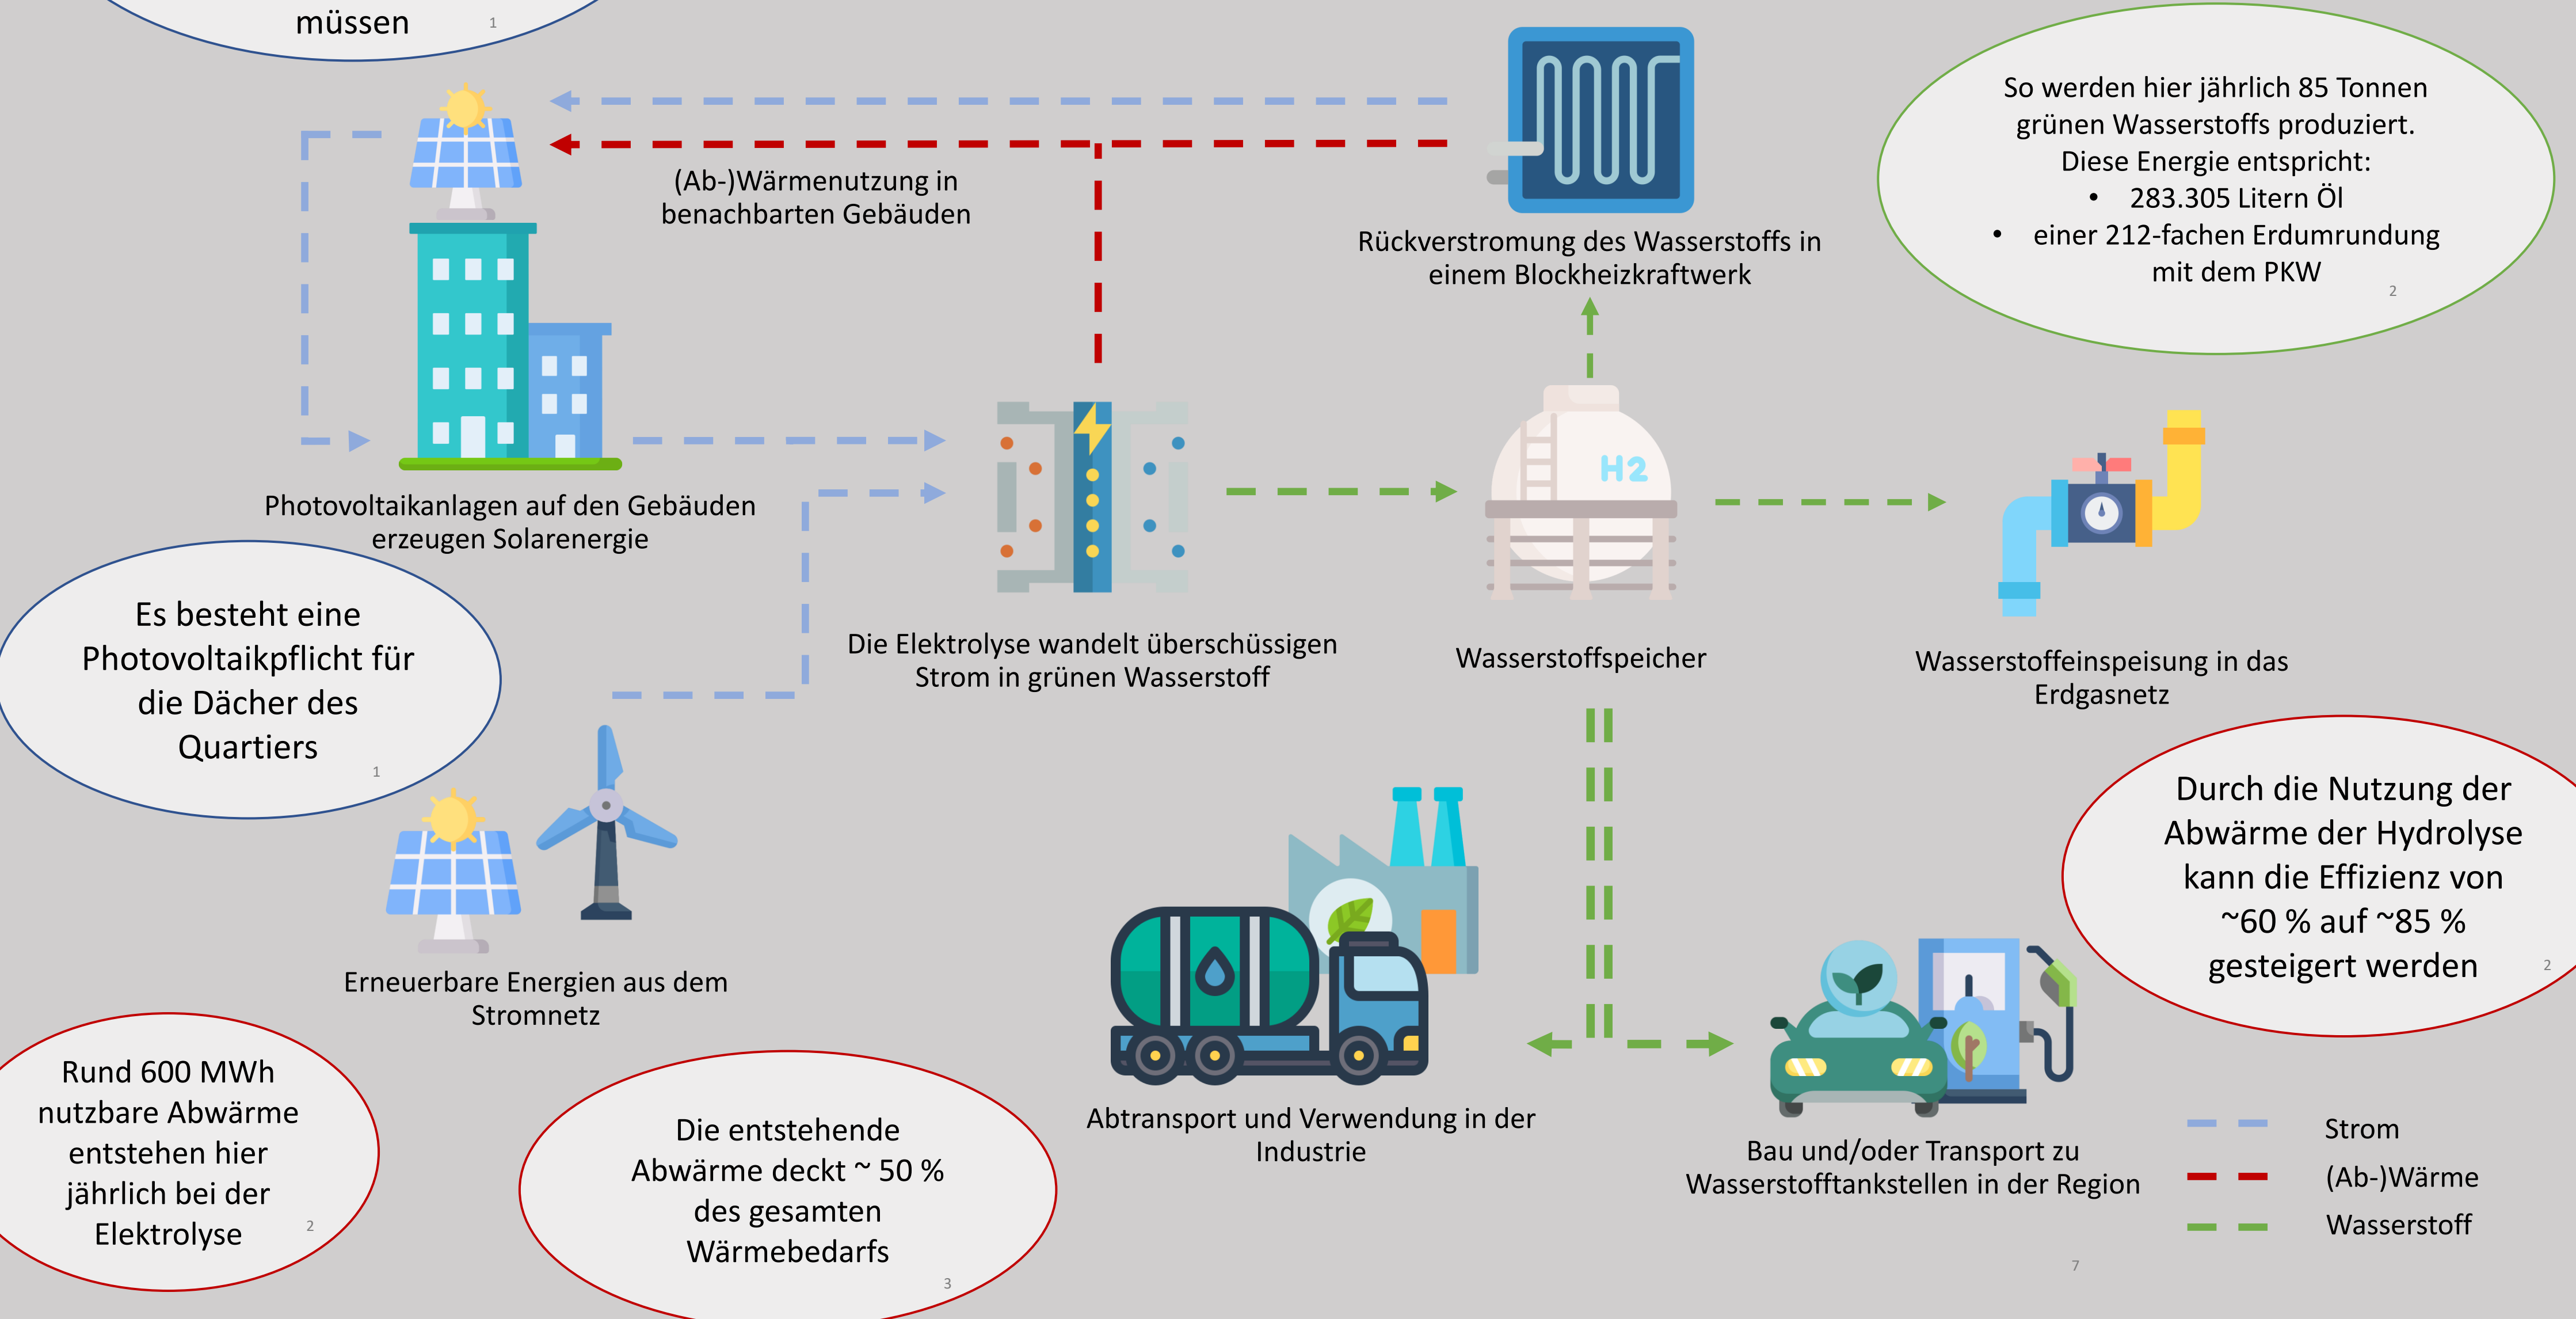 müssen 1
So werden hier jährlich 85 Tonnen
grünen Wasserstoffs produziert.
Diese Energie entspricht:
• 283.305 Litern Öl
• einer 212-fachen Erdumrundung
mit dem PKW
2
(Ab-)Wärmenutzung in
benachbarten Gebäuden
Rückverstromung des Wasserstoffs in
einem Blockheizkraftwerk
H2
Photovoltaikanlagen auf den Gebäuden
erzeugen Solarenergie
Es besteht eine
Photovoltaikpflicht für
die Dächer des
Quartiers
1
Die Elektrolyse wandelt überschüssigen
Strom in grünen Wasserstoff
Wasserstoffspeicher
Wasserstoffeinspeisung in das
Erdgasnetz
Durch die Nutzung der
Abwärme der Hydrolyse
kann die Effizienz von
~60 % auf ~85 %
gesteigert werden
2
Erneuerbare Energien aus dem
Stromnetz
Rund 600 MWh
nutzbare Abwärme
entstehen hier
jährlich bei der
Elektrolyse
2
Die entstehende
Abwärme deckt ~ 50 %
des gesamten
Wärmebedarfs
3
Abtransport und Verwendung in der
Industrie
Bau und/oder Transport zu
Wasserstofftankstellen in der Region
Strom
(Ab-)Wärme
Wasserstoff
7